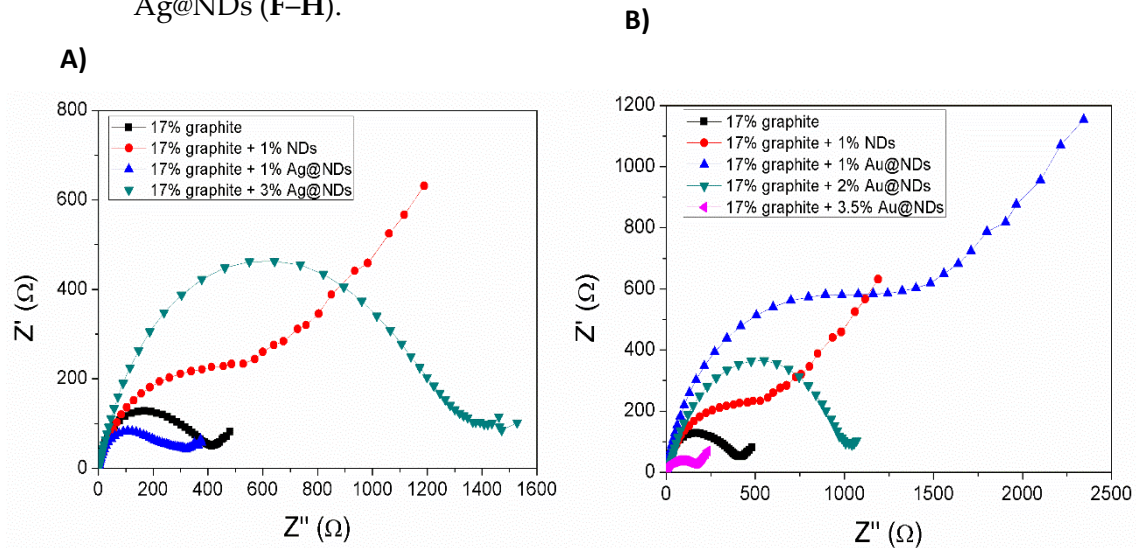 Ag@NDs (F–H).
A)
B)
800
600
400
200
0
0 200 400 600 800 1000 1200 1400 1600
Z' (Ω)
Z" (Ω)
17% graphite
17% graphite + 1% NDs
17% graphite + 1% Ag@NDs
17% graphite + 3% Ag@NDs
1200
1000
800
600
400
200
0
0 500 1000 1500 2000 2500
Z' (Ω)
Z" (Ω)
17% graphite
17% graphite + 1% NDs
17% graphite + 1% Au@NDs
17% graphite + 2% Au@NDs
17% graphite + 3.5% Au@NDs